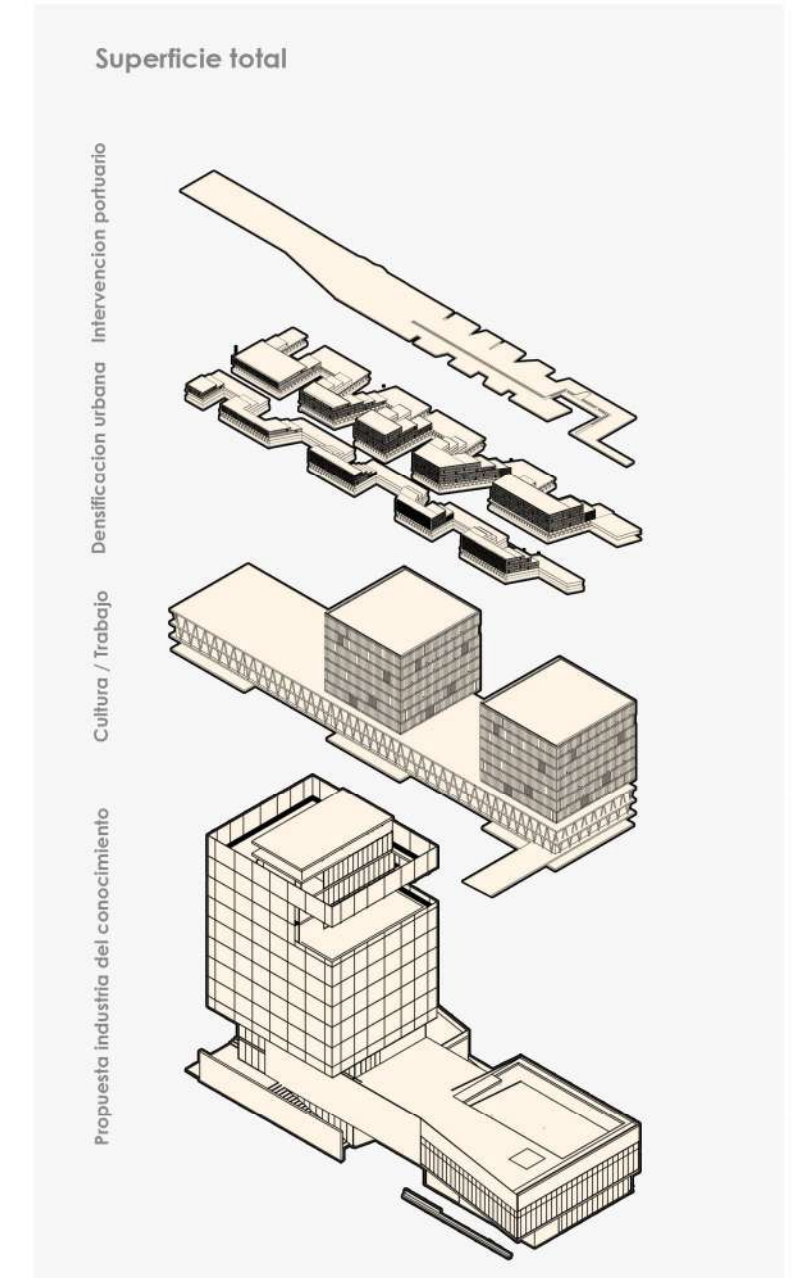 Superficie total
Intervencion portuario
Densificacion urbana
Cultura / Trabajo
Propuesta industria del conocimiento